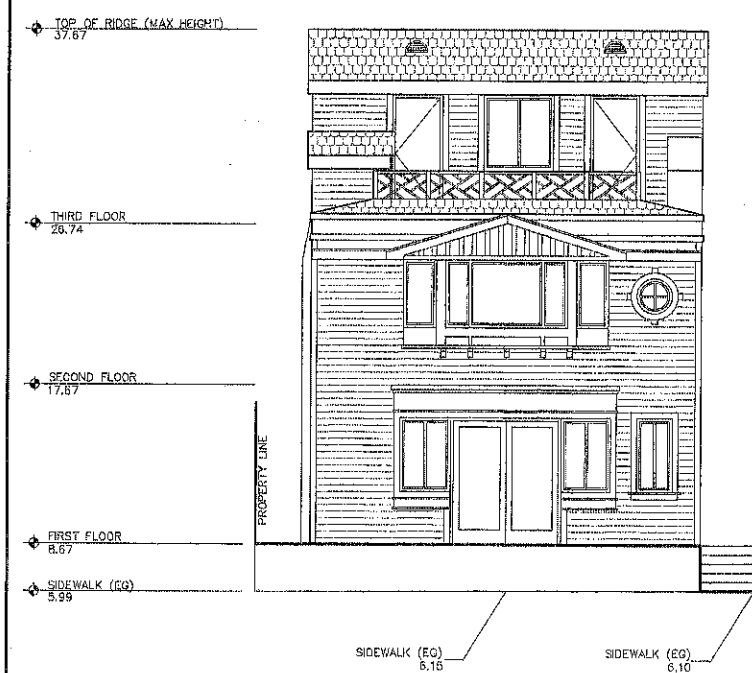 TOP OF RIDGE (MAX HEIGHT)
37.67
THIRD FLOOR
26.74
SECOND FLOOR
17.67
PROPERTY LINE
FIRST FLOOR
8.67
SIDEWALK (EG)
5.99
SIDEWALK (EG)
6.15
SIDEWALK (EG)
6.10